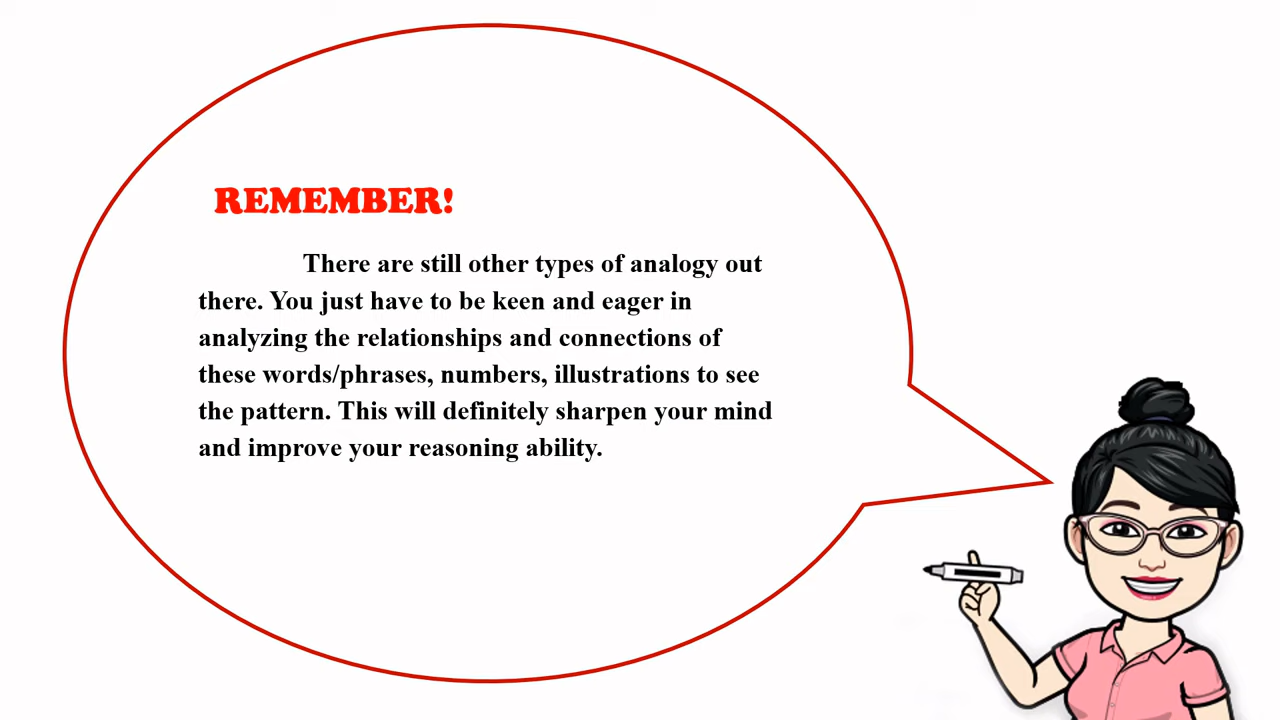 REMEMBER!
There are still other types of analogy out
there. You just have to be keen and eager in
analyzing the relationships and connections of
these words/phrases, numbers, illustrations to see
the pattern. This will definitely sharpen your mind
and improve your reasoning ability.